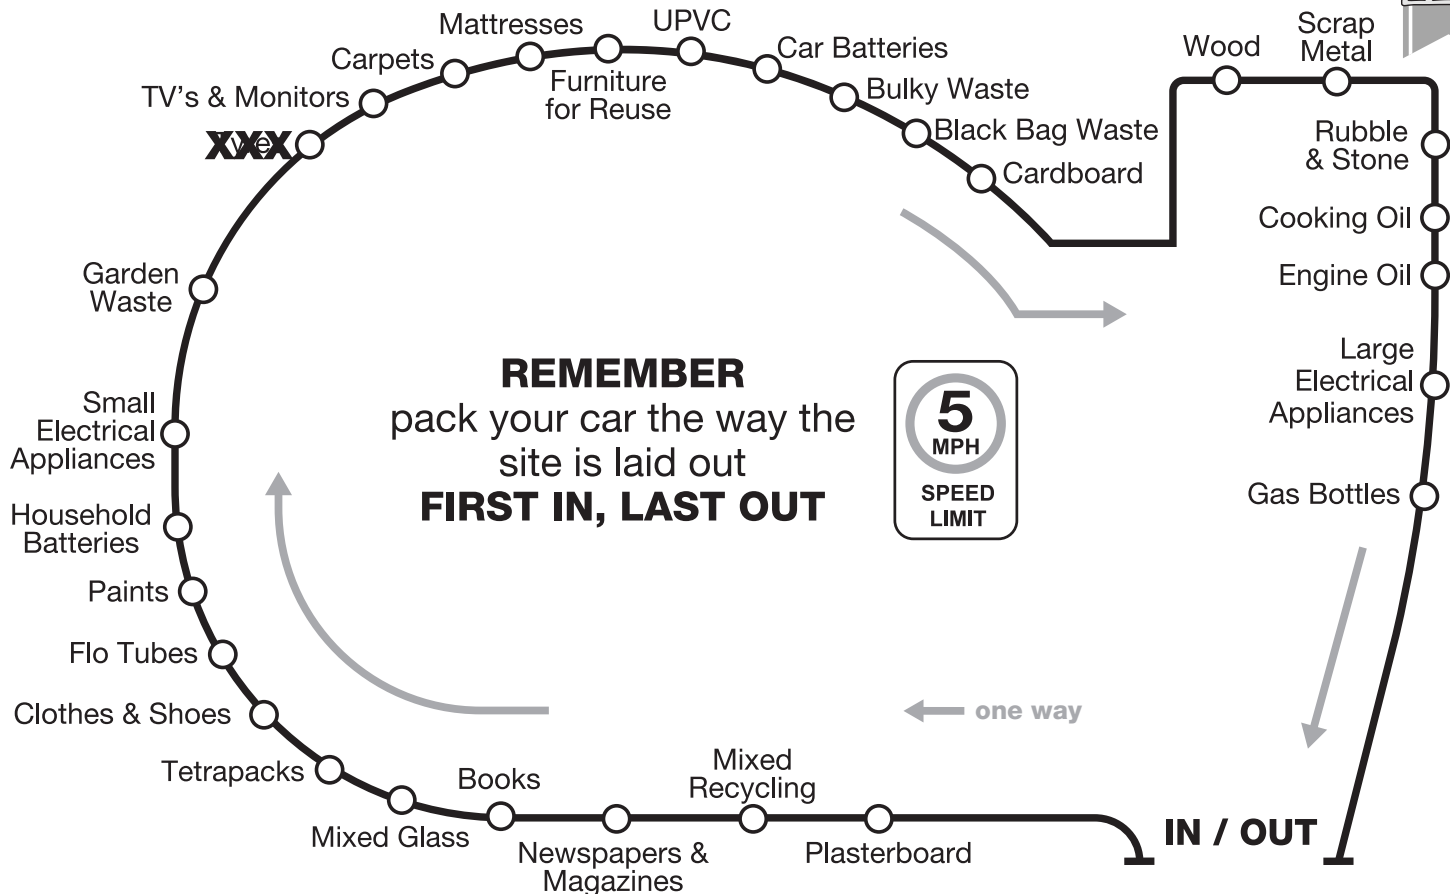 Mattresses
UPVC
Scrap
Metal
Wood
Carpets
Car Batteries
Furniture
for Reuse
TV's & Monitors
Bulky Waste
Black Bag Waste
Rubble
& Stone
XXX
Cardboard
Cooking Oil
Garden
Waste
Engine Oil
Large
Electrical
Appliances
REMEMBER
pack your car the way the
site is laid out
FIRST IN, LAST OUT
5
MPH
SPEED
LIMIT
Small
Electrical
Appliances
Gas Bottles
Household
Batteries
Paints
Flo Tubes
Clothes & Shoes
one way
Tetrapacks
Books
Mixed
Recycling
Mixed Glass
Newspapers &
Magazines
Plasterboard
IN / OUT